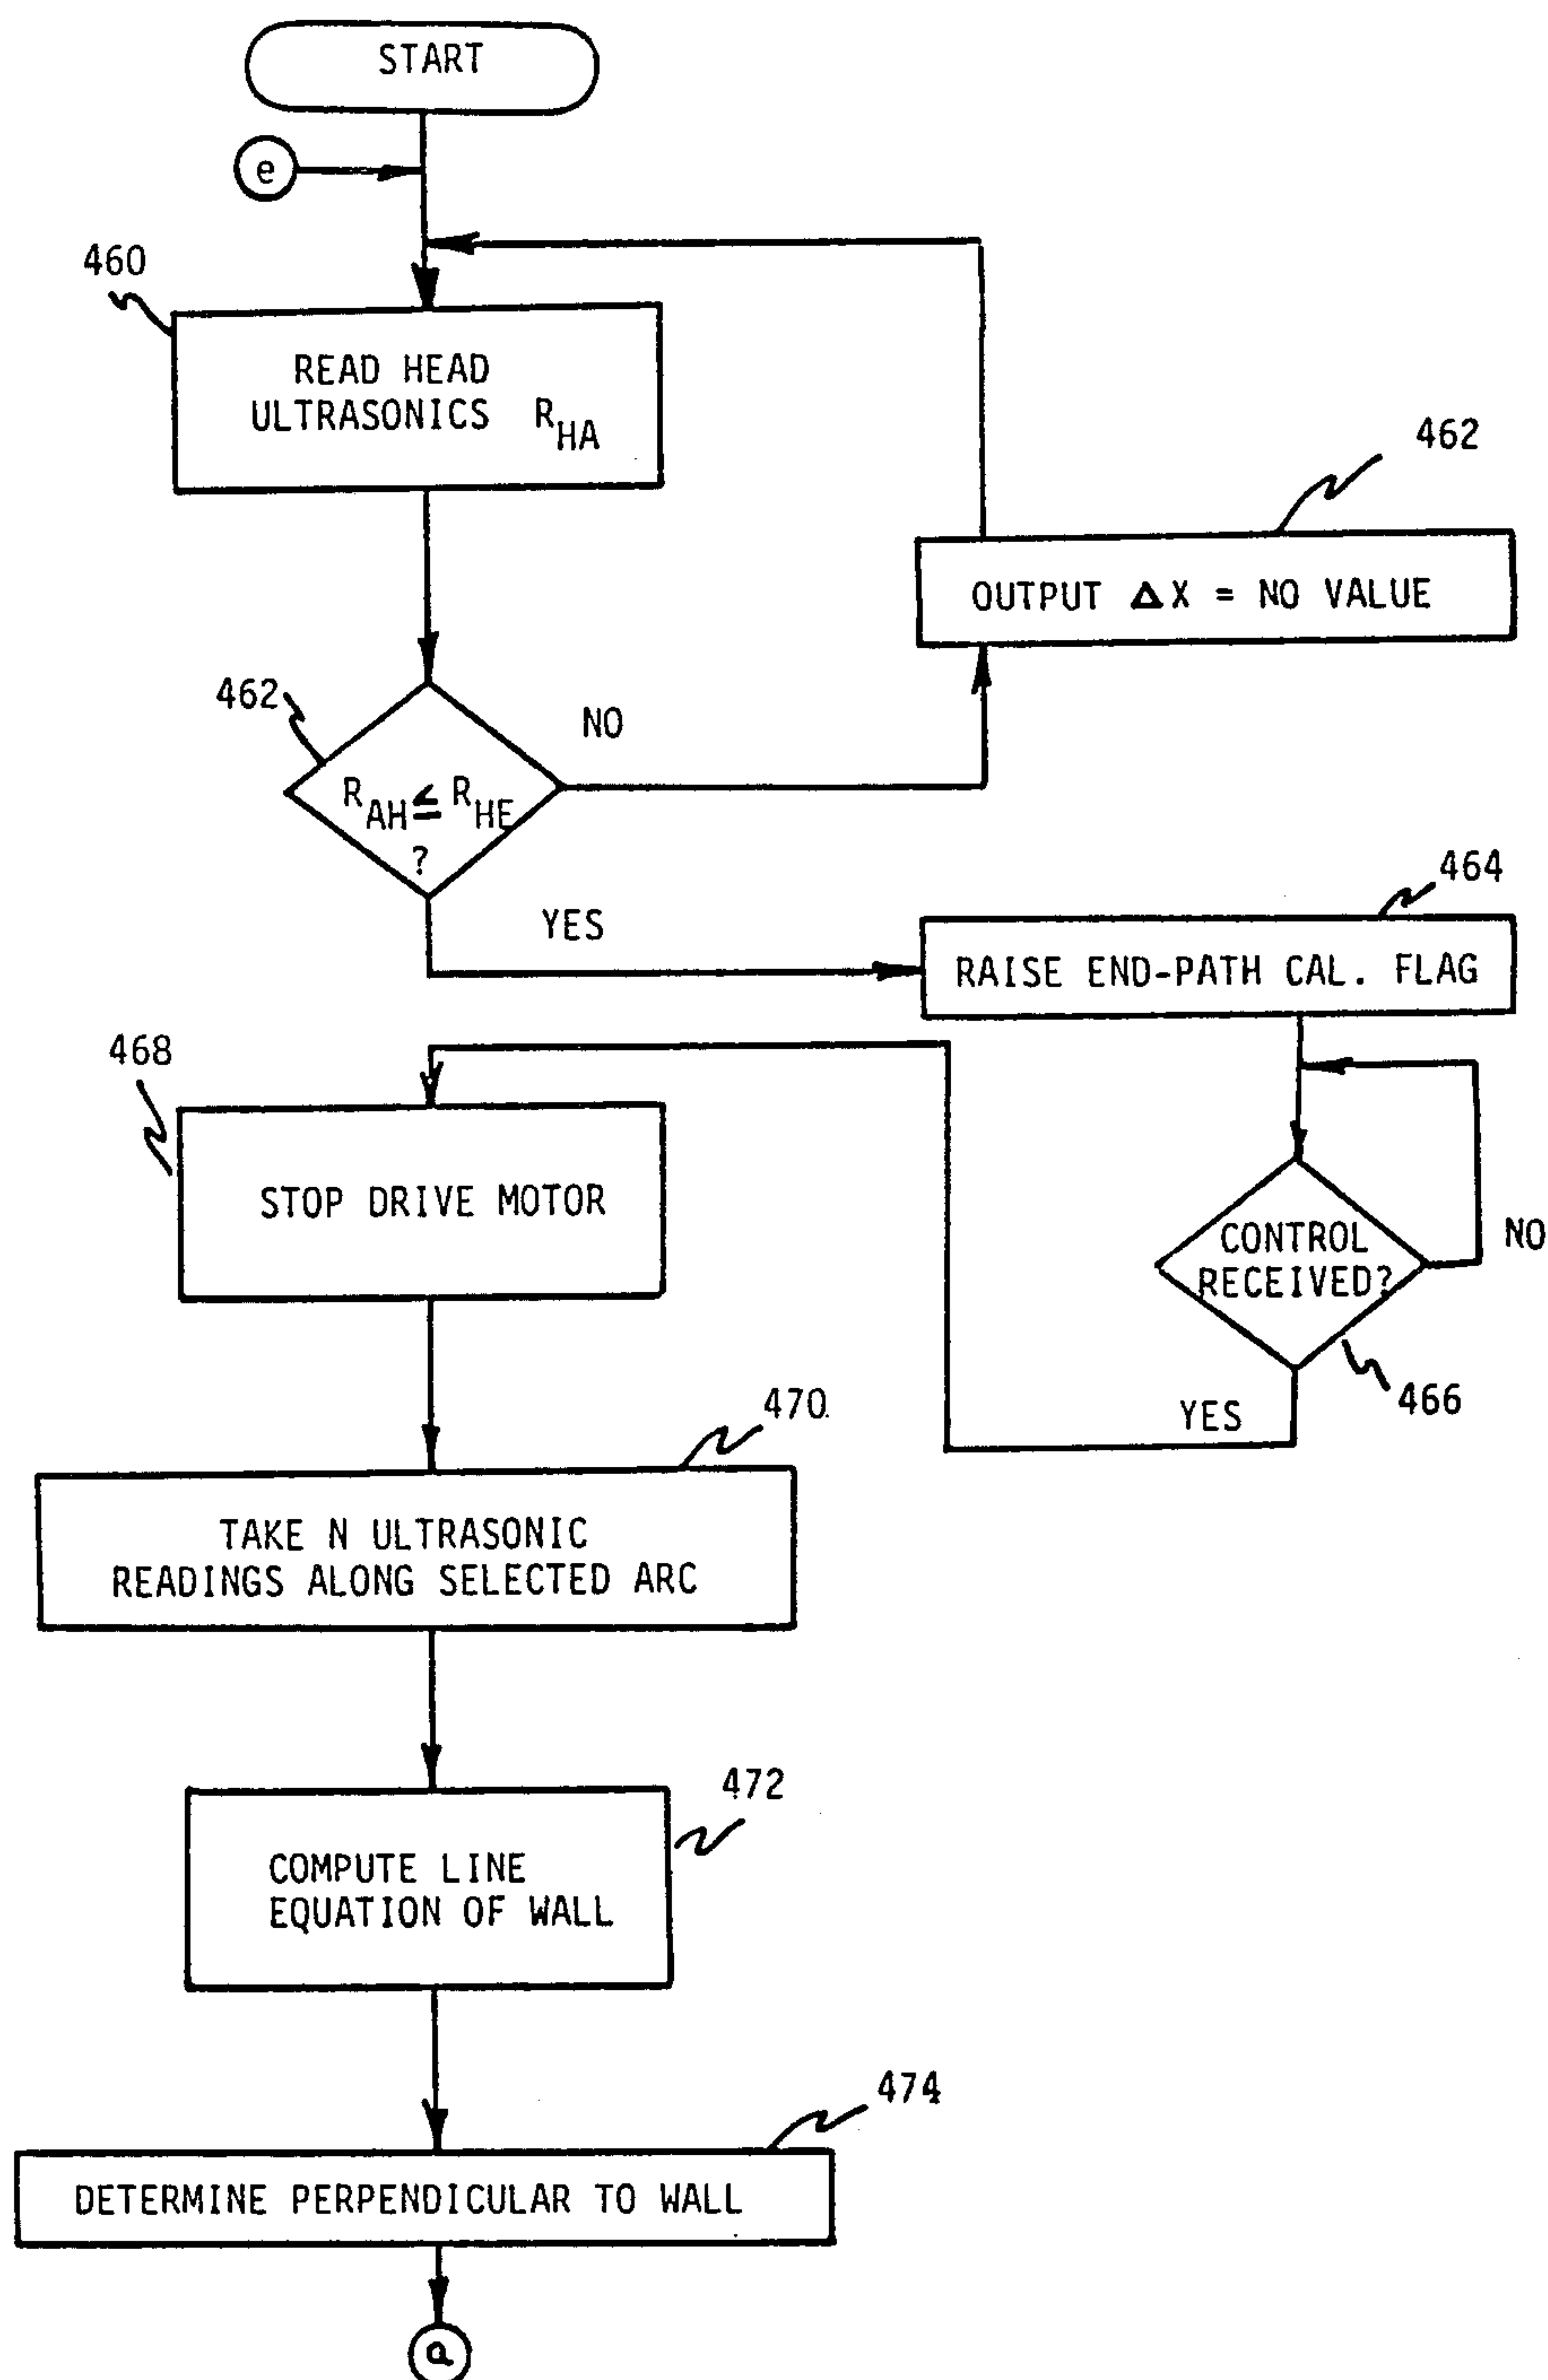 START
e
460
READ HEAD
ULTRASONICS R_HA
462
OUTPUT ΔX = NO VALUE
462
NO
R_AH ≤ R_HE
?
YES
464
RAISE END-PATH CAL. FLAG
468
STOP DRIVE MOTOR
CONTROL
RECEIVED?
NO
466
YES
470
TAKE N ULTRASONIC
READINGS ALONG SELECTED ARC
472
COMPUTE LINE
EQUATION OF WALL
474
DETERMINE PERPENDICULAR TO WALL
a